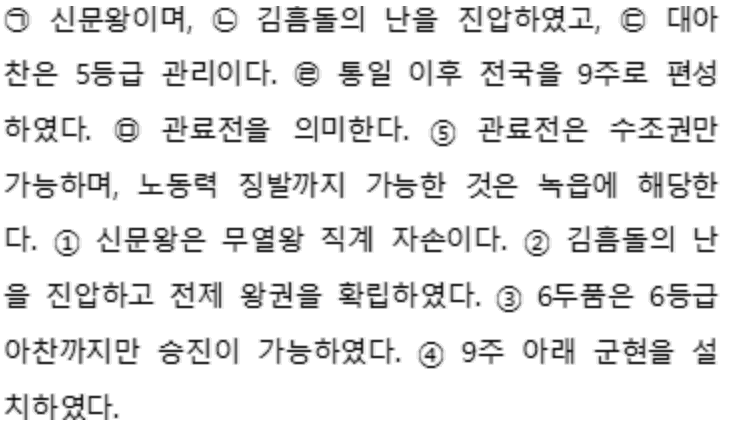 ㉠ 신문왕이며, ㉡ 김흠돌의 난을 진압하였고, ㉢ 대아
찬은 5등급 관리이다. ㉣ 통일 이후 전국을 9주로 편성
하였다. ㉤ 관료전을 의미한다. ⑤ 관료전은 수조권만
가능하며, 노동력 징발까지 가능한 것은 녹읍에 해당한
다. ① 신문왕은 무열왕 직계 자손이다. ② 김흠돌의 난
을 진압하고 전제 왕권을 확립하였다. ③ 6두품은 6등급
아찬까지만 승진이 가능하였다. ④ 9주 아래 군현을 설
치하였다.